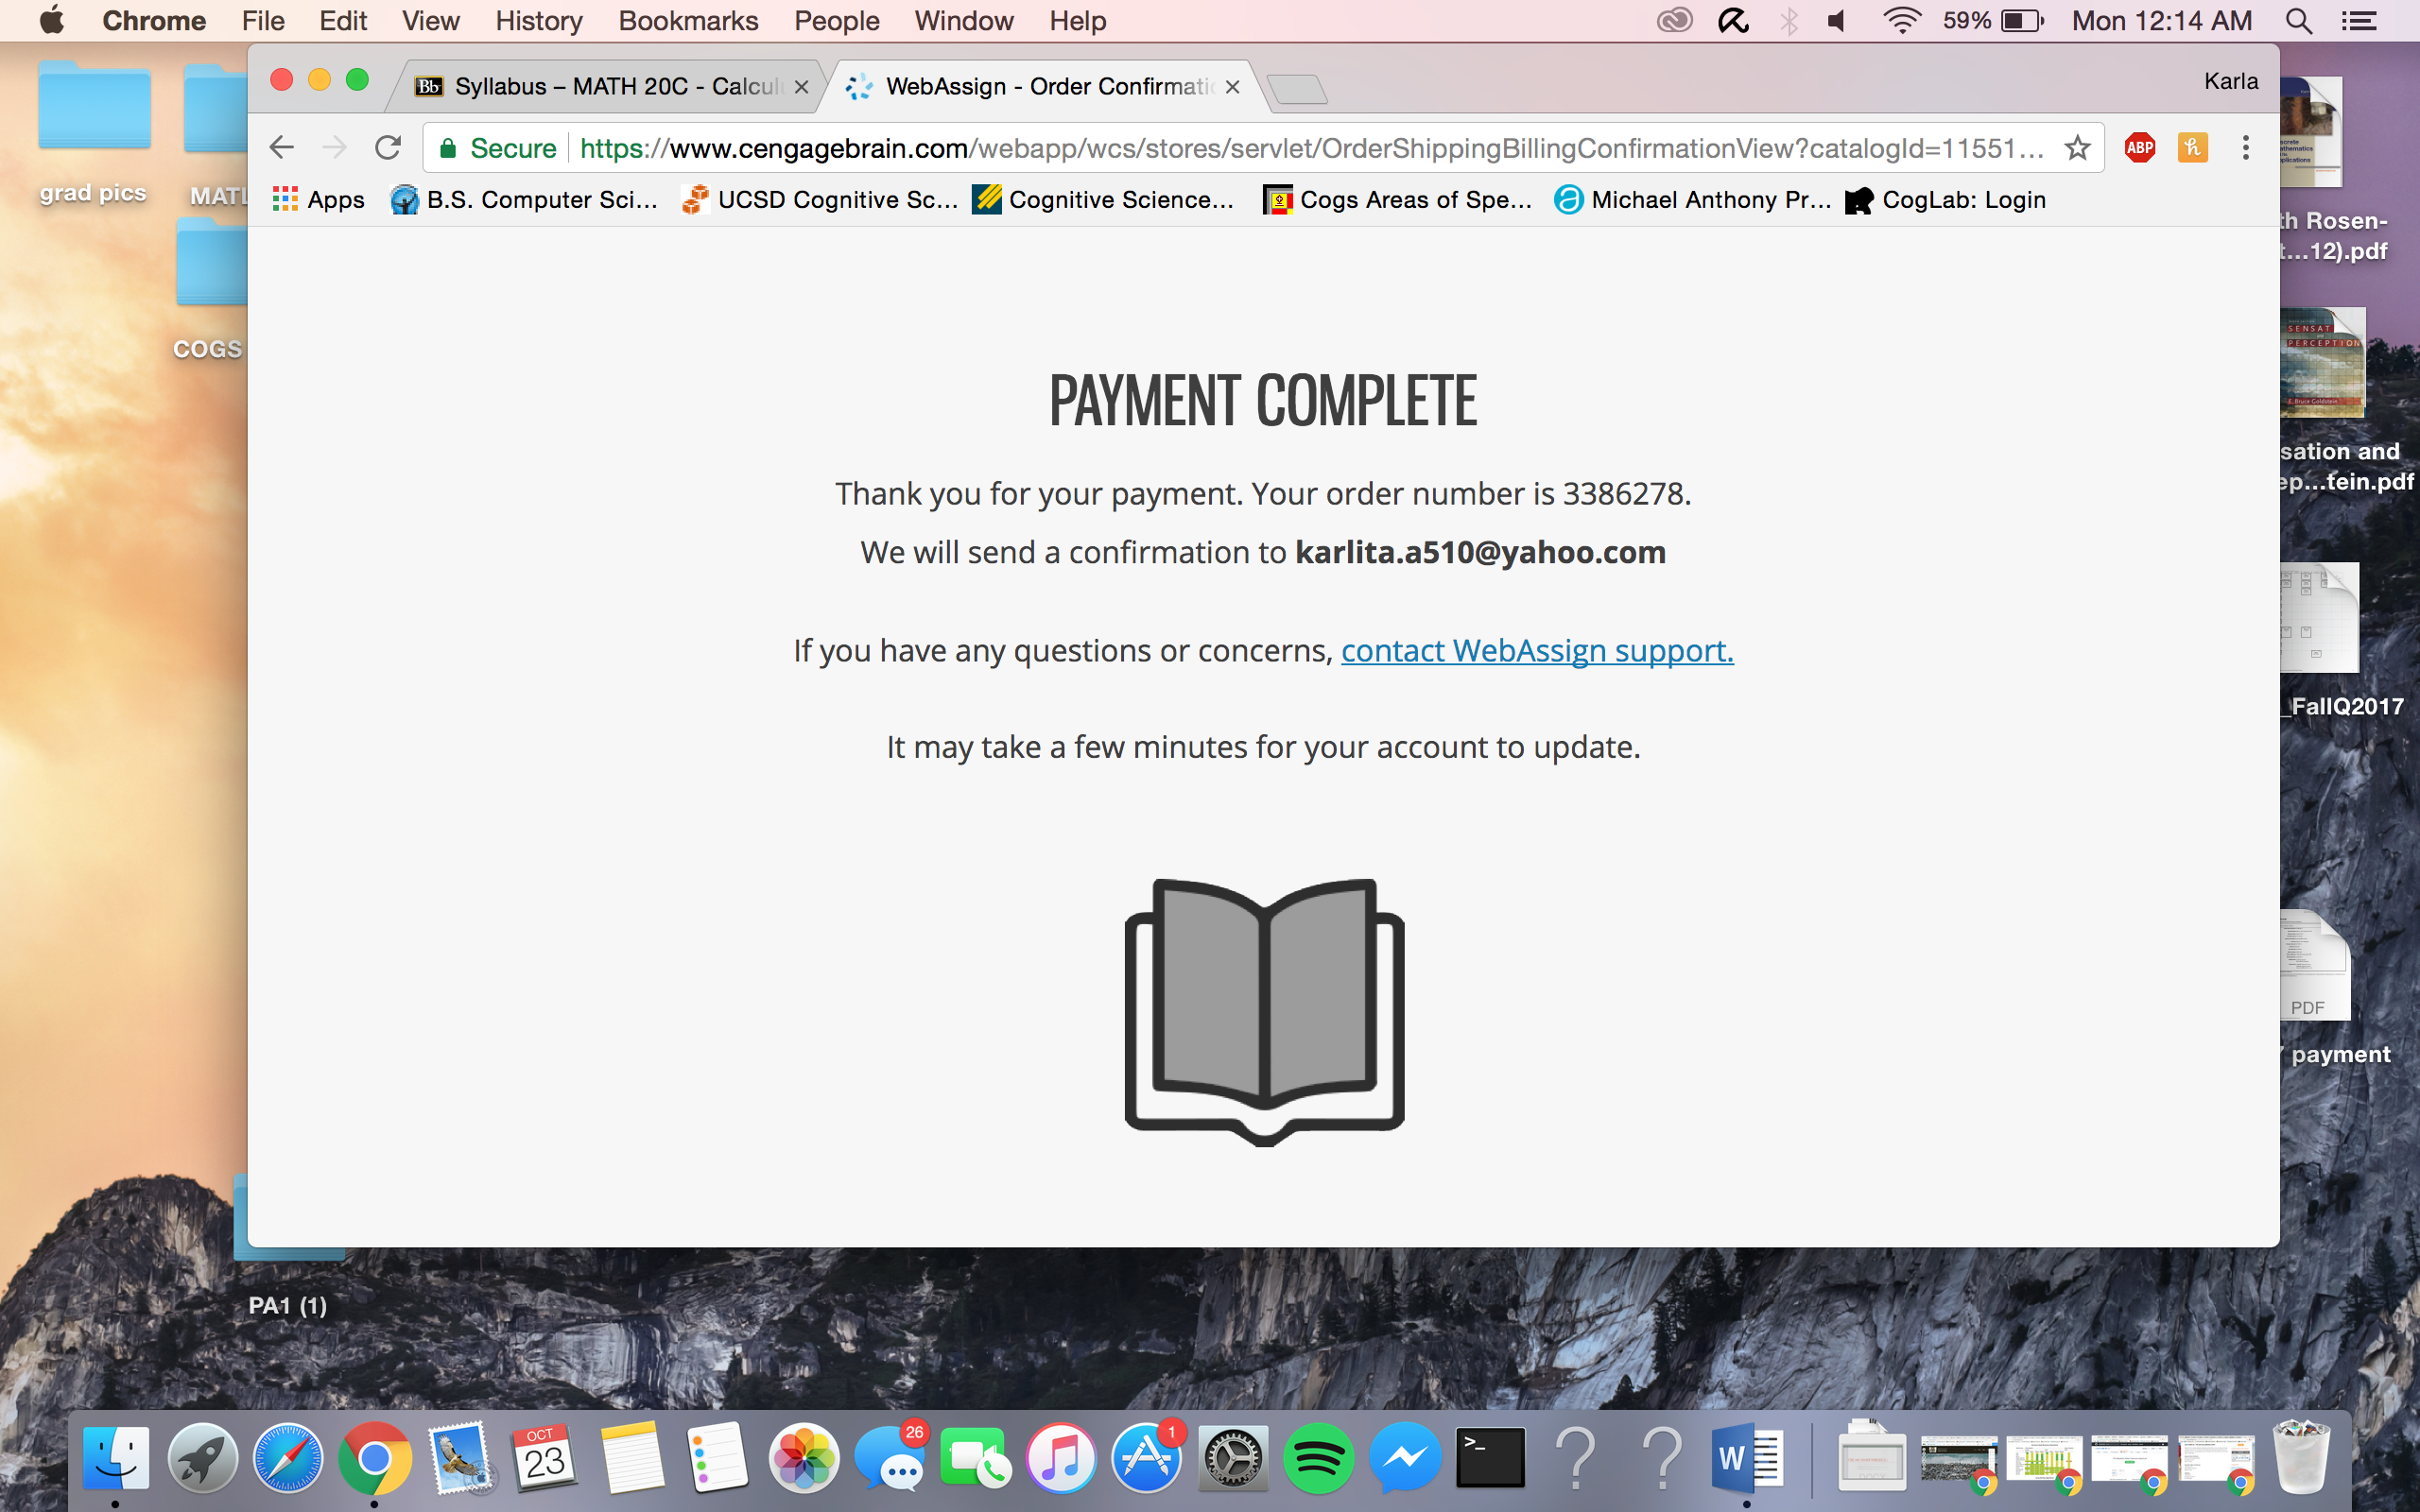 Chrome File Edit View History Bookmarks People Window Help 59% Mon 12:14 AM
Syllabus – MATH 20C - Calcul
WebAssign - Order Confirmati
Karla
Secure https://www.cengagebrain.com/webapp/wcs/stores/servlet/OrderShippingBillingConfirmationView?catalogId=11551...
ABP
Apps B.S. Computer Sci... UCSD Cognitive Sc... Cognitive Science... Cogs Areas of Spe... Michael Anthony Pr... CogLab: Login
grad pics
MATL
COGS
PAYMENT COMPLETE
Thank you for your payment. Your order number is 3386278.
We will send a confirmation to karlita.a510@yahoo.com
If you have any questions or concerns, contact WebAssign support.
It may take a few minutes for your account to update.
th Rosen-
t...12).pdf
SENSAT
PERCEPTION
E. Bruce Goldstein
sation and
ep...tein.pdf
_FallQ2017
PDF
payment
PA1 (1)
OCT
23
26
1